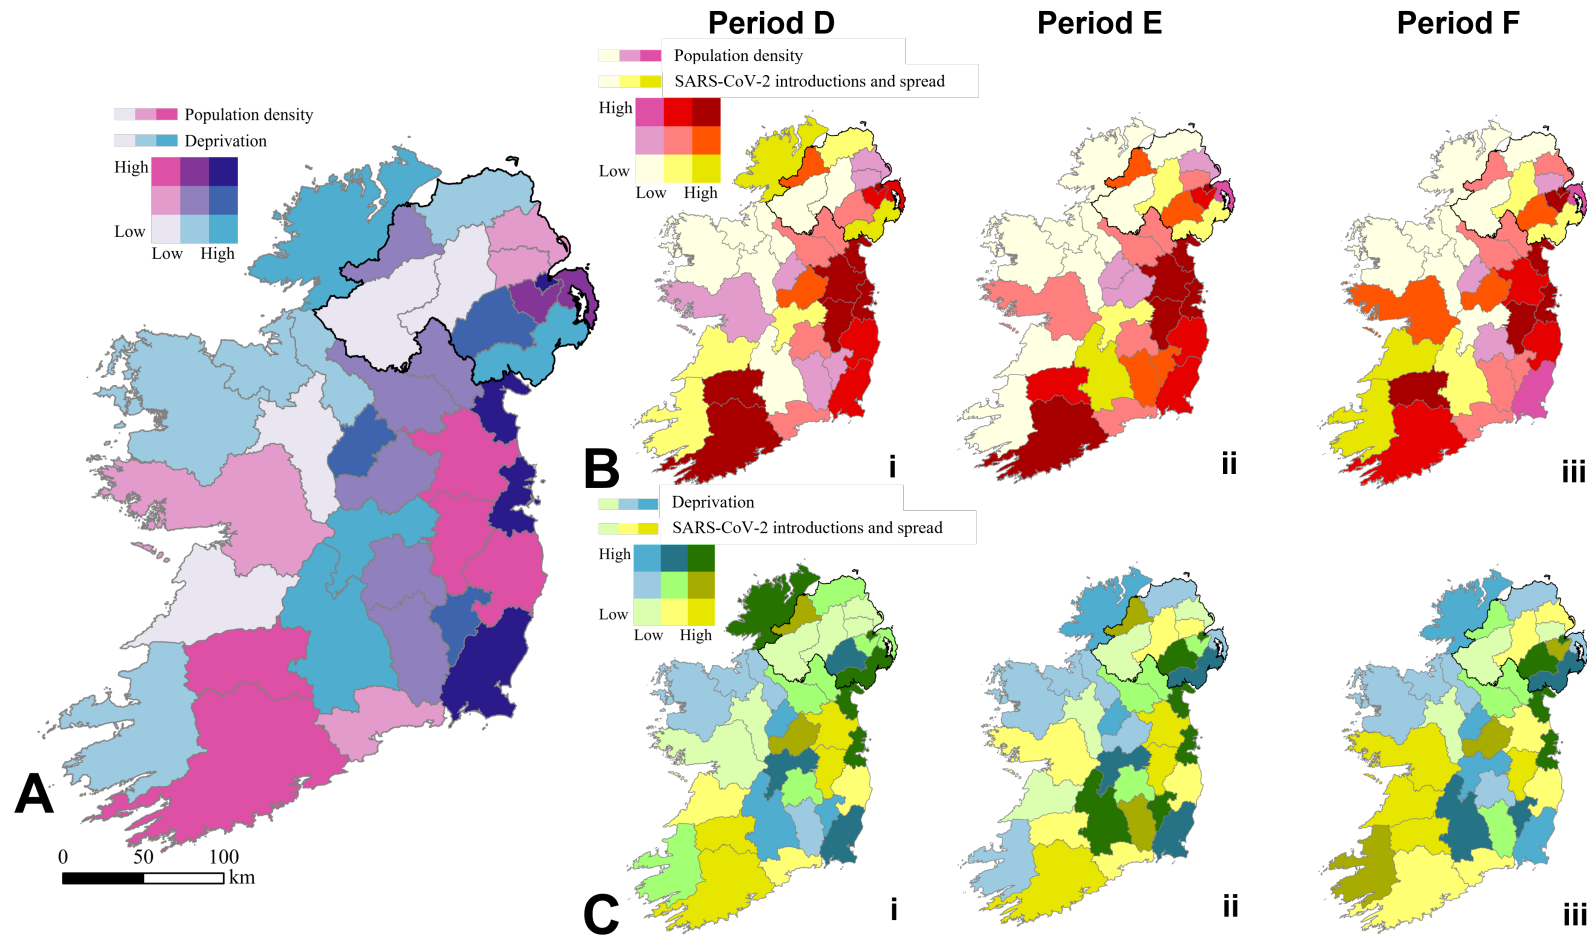 Period D
Period E
Period F
Population density
SARS-CoV-2 introductions and spread
High
Low
Low High
Population density
Deprivation
High
Low
Low High
B
i
ii
iii
Deprivation
SARS-CoV-2 introductions and spread
High
Low
Low High
A
0 50 100
km
C
i
ii
iii